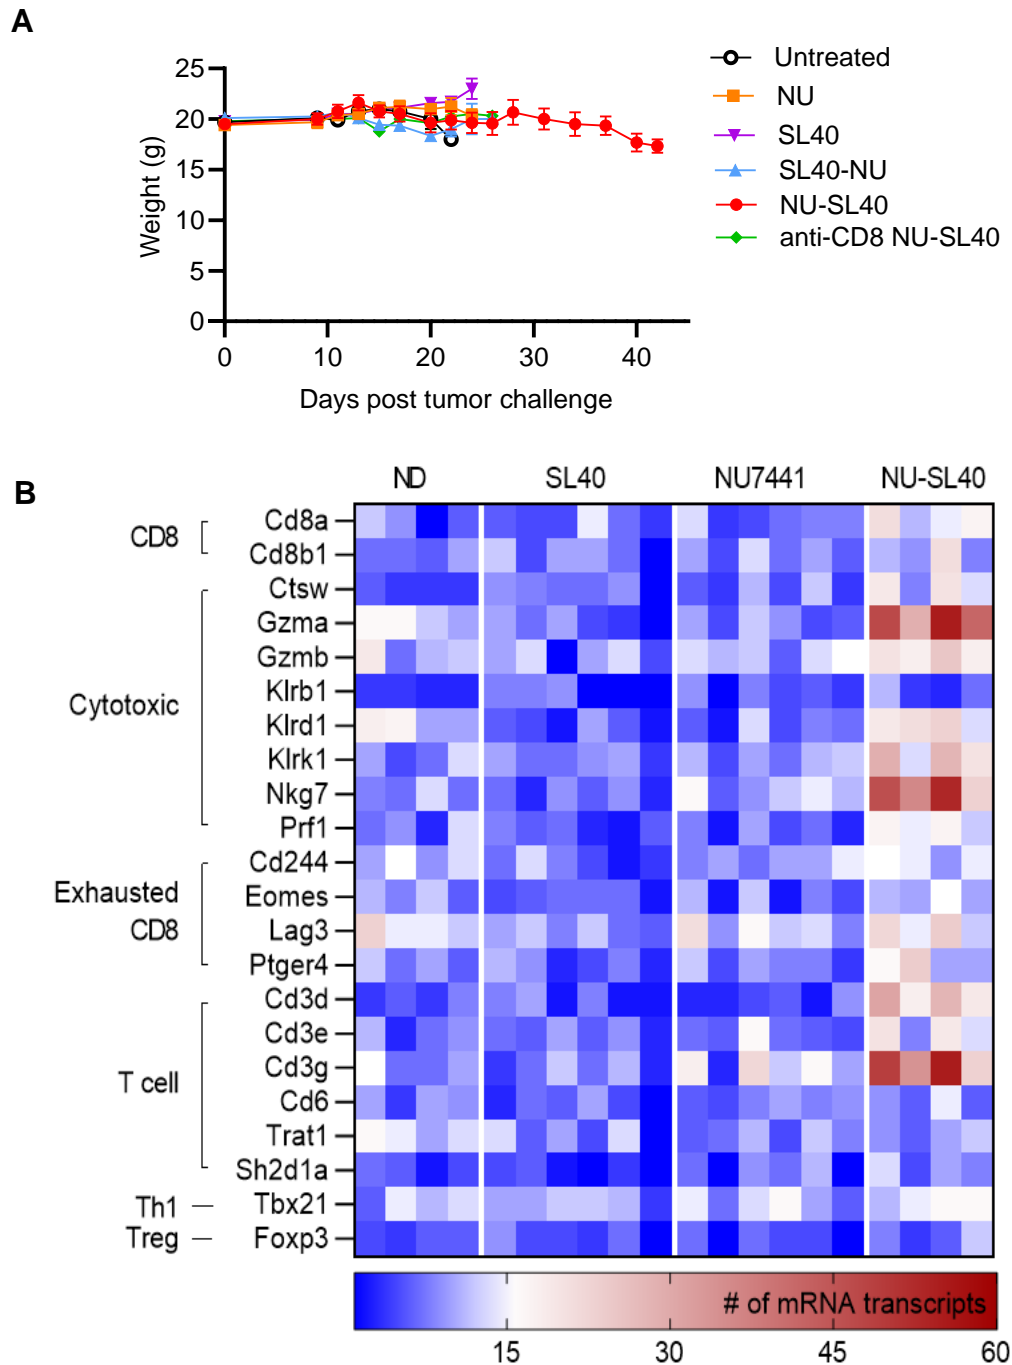 A
25
20
15
10
5
0
Weight (g)
0 10 20 30 40
Days post tumor challenge
Untreated
NU
SL40
SL40-NU
NU-SL40
anti-CD8 NU-SL40
B
ND SL40 NU7441 NU-SL40
CD8
Cytotoxic
Exhausted
CD8
T cell
Th1
Treg
Cd8a
Cd8b1
Ctsw
Gzma
Gzmb
Klrb1
Klrd1
Klrk1
Nkg7
Prf1
Cd244
Eomes
Lag3
Ptger4
Cd3d
Cd3e
Cd3g
Cd6
Trat1
Sh2d1a
Tbx21
Foxp3
# of mRNA transcripts
15 30 45 60